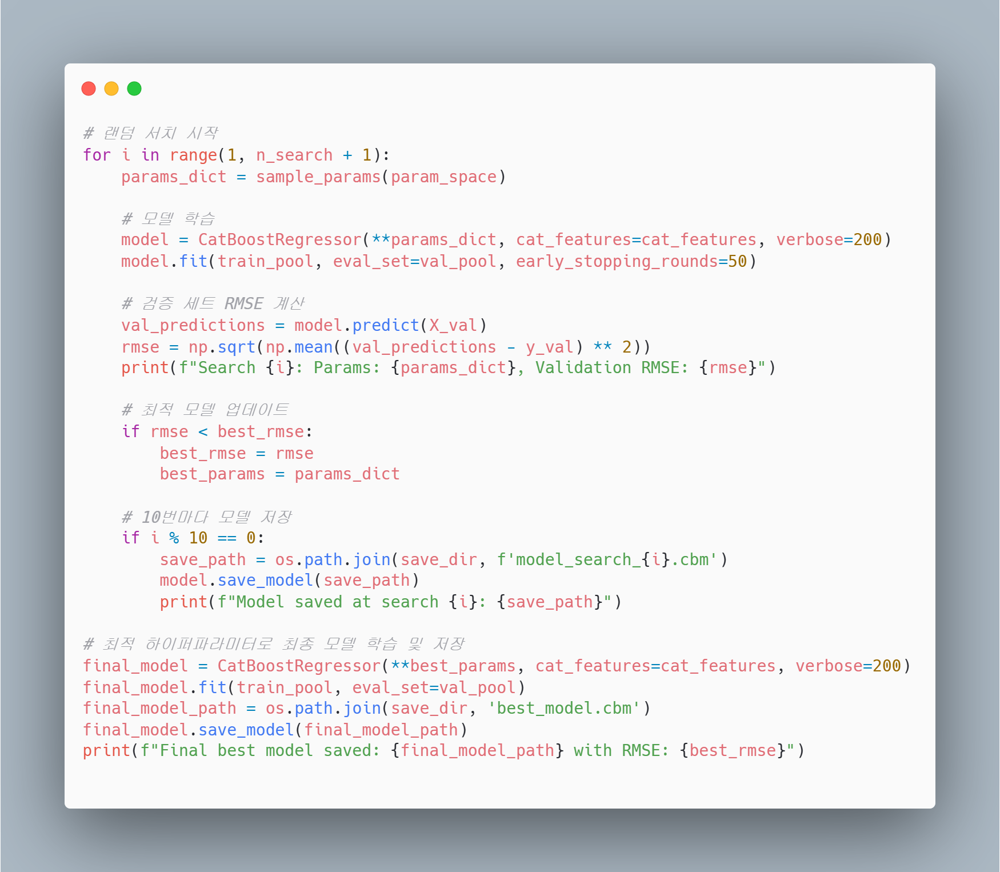 # 랜덤 서치 시작
for i in range(1, n_search + 1):
    params_dict = sample_params(param_space)

    # 모델 학습
    model = CatBoostRegressor(**params_dict, cat_features=cat_features, verbose=200)
    model.fit(train_pool, eval_set=val_pool, early_stopping_rounds=50)

    # 검증 세트 RMSE 계산
    val_predictions = model.predict(X_val)
    rmse = np.sqrt(np.mean((val_predictions - y_val) ** 2))
    print(f"Search {i}: Params: {params_dict}, Validation RMSE: {rmse}")

    # 최적 모델 업데이트
    if rmse < best_rmse:
        best_rmse = rmse
        best_params = params_dict

    # 10번마다 모델 저장
    if i % 10 == 0:
        save_path = os.path.join(save_dir, f'model_search_{i}.cbm')
        model.save_model(save_path)
        print(f"Model saved at search {i}: {save_path}")

# 최적 하이퍼파라미터로 최종 모델 학습 및 저장
final_model = CatBoostRegressor(**best_params, cat_features=cat_features, verbose=200)
final_model.fit(train_pool, eval_set=val_pool)
final_model_path = os.path.join(save_dir, 'best_model.cbm')
final_model.save_model(final_model_path)
print(f"Final best model saved: {final_model_path} with RMSE: {best_rmse}")